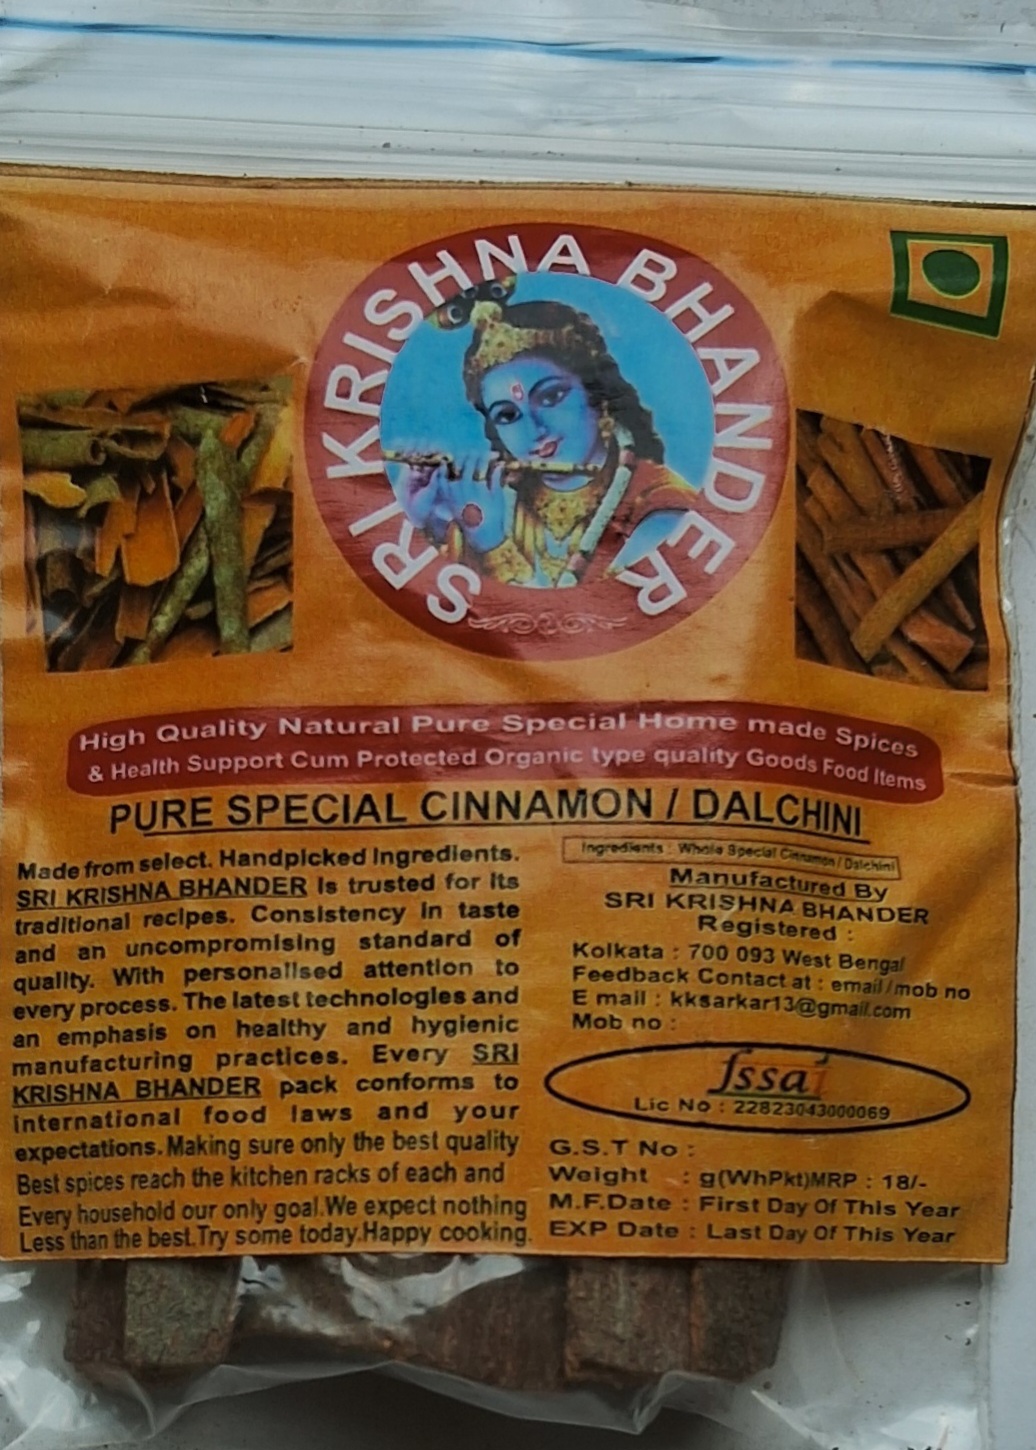 SRI KRISHNA BHANDER
High Quality Natural Pure Special Home made Spices
& Health Support Cum Protected Organic type quality Goods Food Items
PURE SPECIAL CINNAMON / DALCHINI
Made from select. Handpicked Ingredients.
SRI KRISHNA BHANDER Is trusted for Its
traditional recipes. Consistency In taste
and an uncompromising standard of
quality. With personalised attention to
every process. The latest technologies and
an emphasis on healthy and hygienic
manufacturing practices. Every SRI
KRISHNA BHANDER pack conforms to
International food laws and your
expectations. Making sure only the best quality
Best spices reach the kitchen racks of each and
Every household our only goal. We expect nothing
Less than the best. Try some today. Happy cooking.
Ingredients : Whole Special Cinnamon / Dalchini
Manufactured By
SRI KRISHNA BHANDER
Registered :
Kolkata : 700 093 West Bengal
Feedback Contact at : email / mob no
E mail : kksarkar13@gmail.com
Mob no :
fssai
Lic No : 22823043000069
G.S.T No :
Weight : g(WhPkt)MRP : 18/-
M.F.Date : First Day Of This Year
EXP Date : Last Day Of This Year